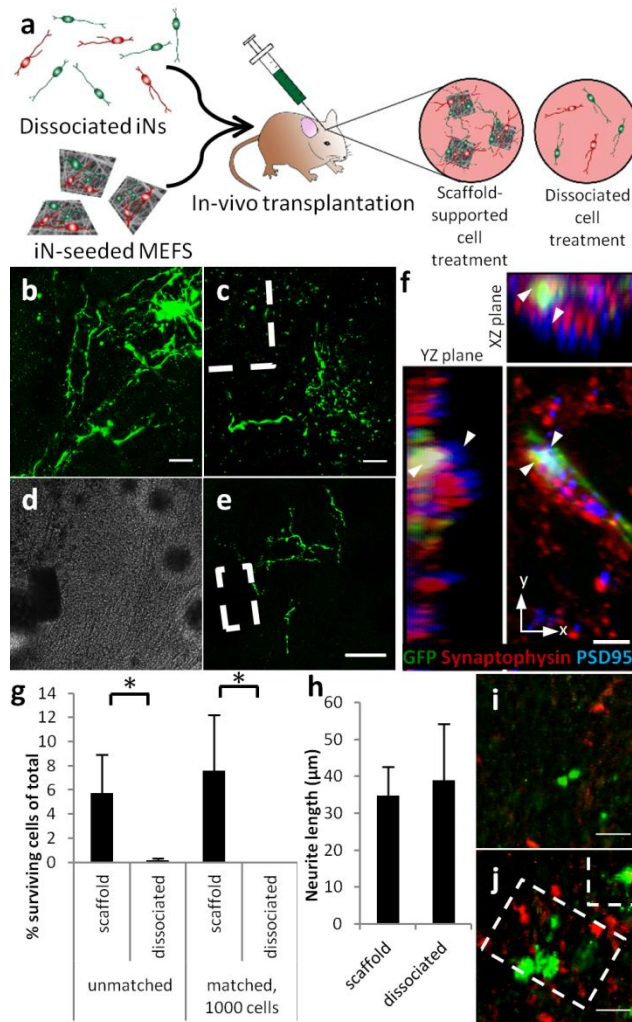 a
Dissociated iNs
iN-seeded MEFS
In-vivo transplantation
Scaffold-
supported
cell
treatment
Dissociated
cell
treatment
b
c
d
e
f
XZ plane
YZ plane
y
x
GFP Synaptophysin PSD95
g
% surviving cells of total
14
12
10
8
6
4
2
0
*
*
scaffold
dissociated
scaffold
dissociated
unmatched
matched,
1000 cells
h
Neurite length (µm)
60
50
40
30
20
10
0
scaffold
dissociated
i
j